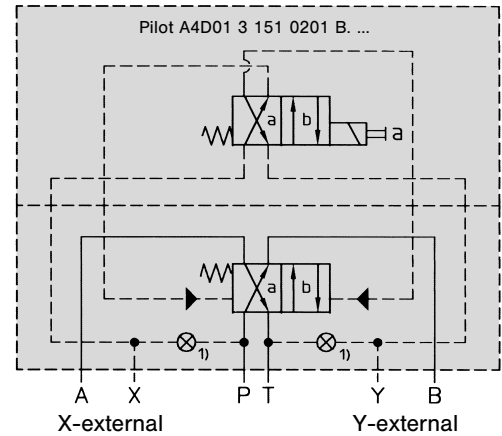 Pilot A4D01 3 151 0201 B. ...
a b a
a b
1) 1)
A X P T Y B
X-external Y-external